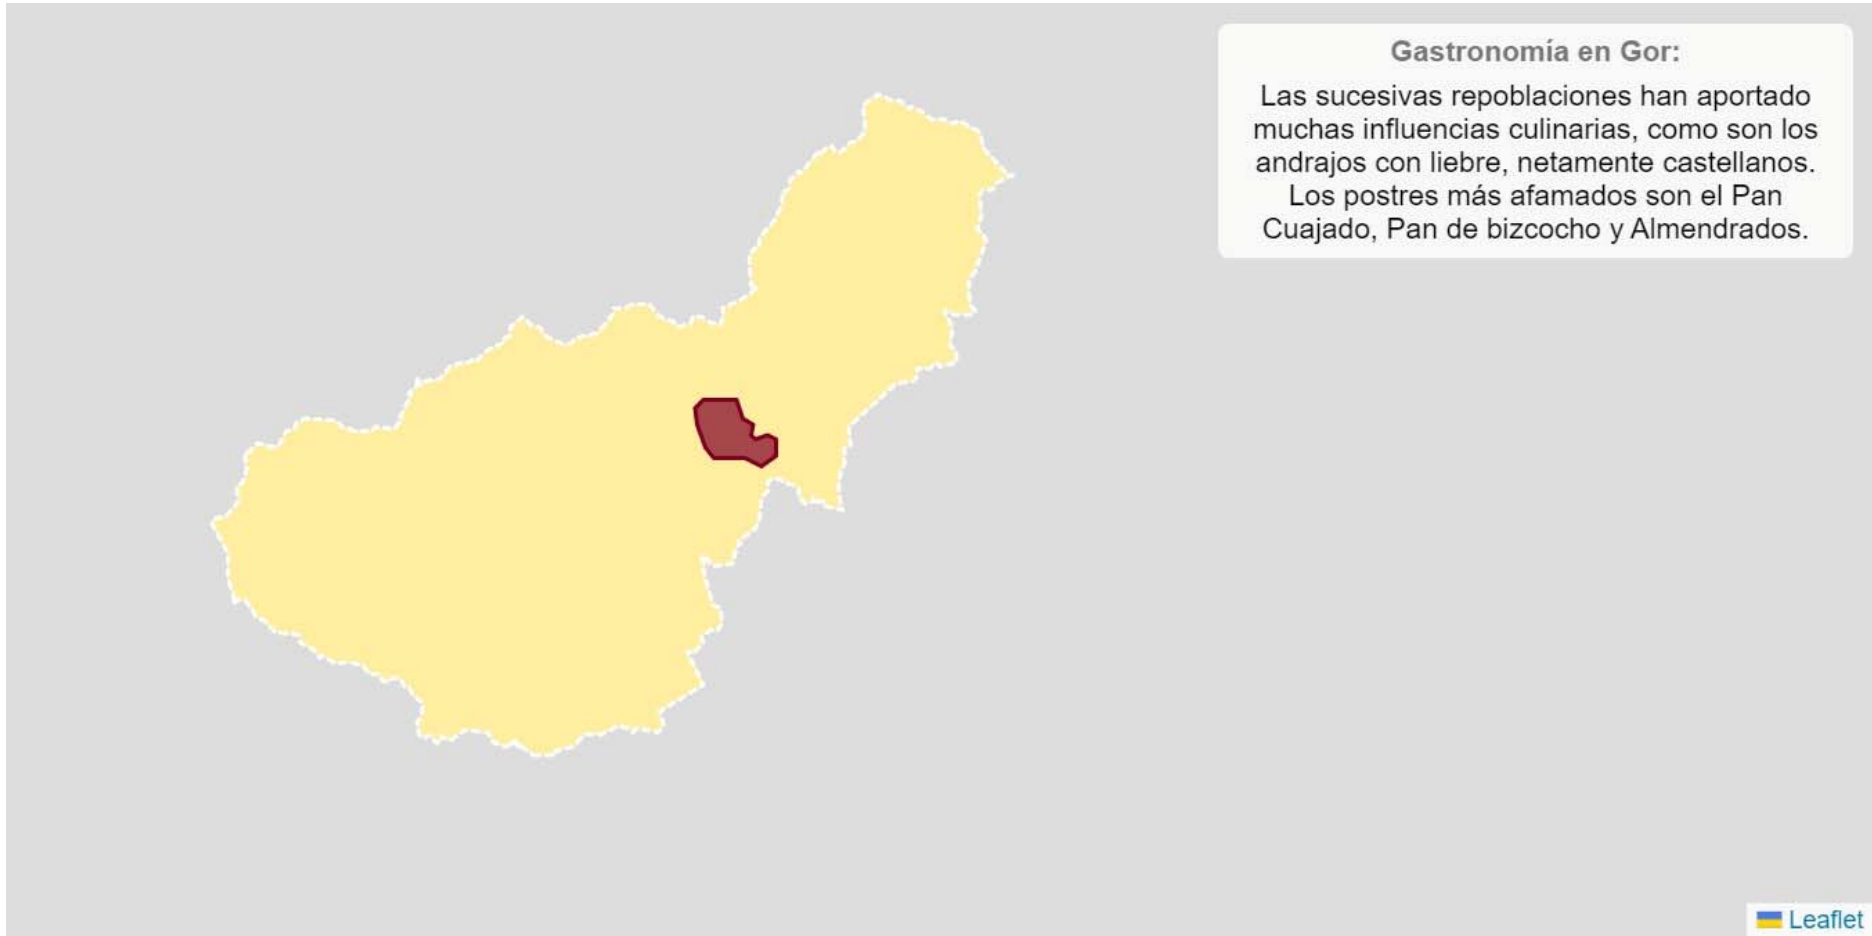 Gastronomía en Gor:
Las sucesivas repoblaciones han aportado
muchas influencias culinarias, como son los
andrajos con liebre, netamente castellanos.
Los postres más afamados son el Pan
Cuajado, Pan de bizcocho y Almendrados.
Leaflet